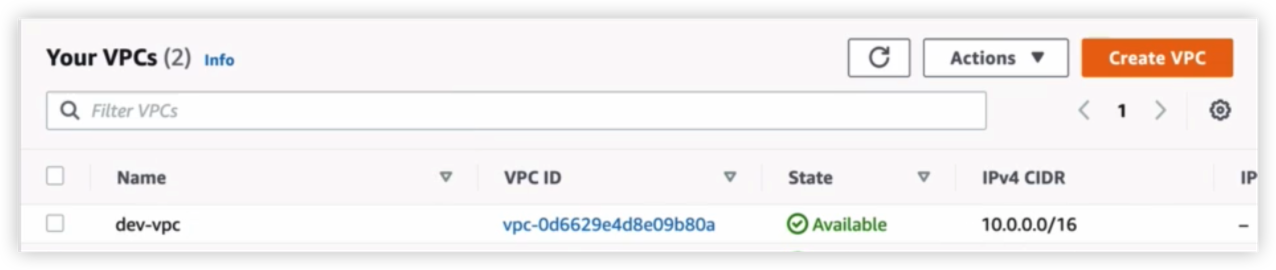 Your VPCs (2) Info
Actions Create VPC
Filter VPCs
1
Name VPC ID State IPv4 CIDR IP
dev-vpc vpc-0d6629e4d8e09b80a Available 10.0.0.0/16 –